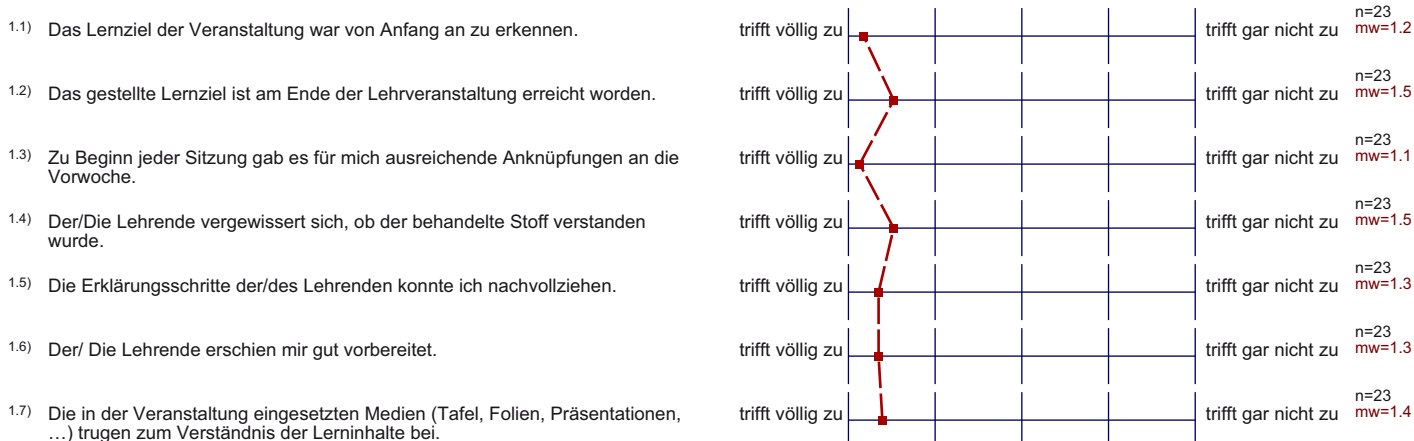 1.1) Das Lernziel der Veranstaltung war von Anfang an zu erkennen. trifft völlig zu trifft gar nicht zu n=23
mw=1.2
1.2) Das gestellte Lernziel ist am Ende der Lehrveranstaltung erreicht worden. trifft völlig zu trifft gar nicht zu n=23
mw=1.5
1.3) Zu Beginn jeder Sitzung gab es für mich ausreichende Anknüpfungen an die
Vorwoche. trifft völlig zu trifft gar nicht zu n=23
mw=1.1
1.4) Der/Die Lehrende vergewissert sich, ob der behandelte Stoff verstanden
wurde. trifft völlig zu trifft gar nicht zu n=23
mw=1.5
1.5) Die Erklärungsschritte der/des Lehrenden konnte ich nachvollziehen. trifft völlig zu trifft gar nicht zu n=23
mw=1.3
1.6) Der/ Die Lehrende erschien mir gut vorbereitet. trifft völlig zu trifft gar nicht zu n=23
mw=1.3
1.7) Die in der Veranstaltung eingesetzten Medien (Tafel, Folien, Präsentationen,
…) trugen zum Verständnis der Lerninhalte bei. trifft völlig zu trifft gar nicht zu n=23
mw=1.4